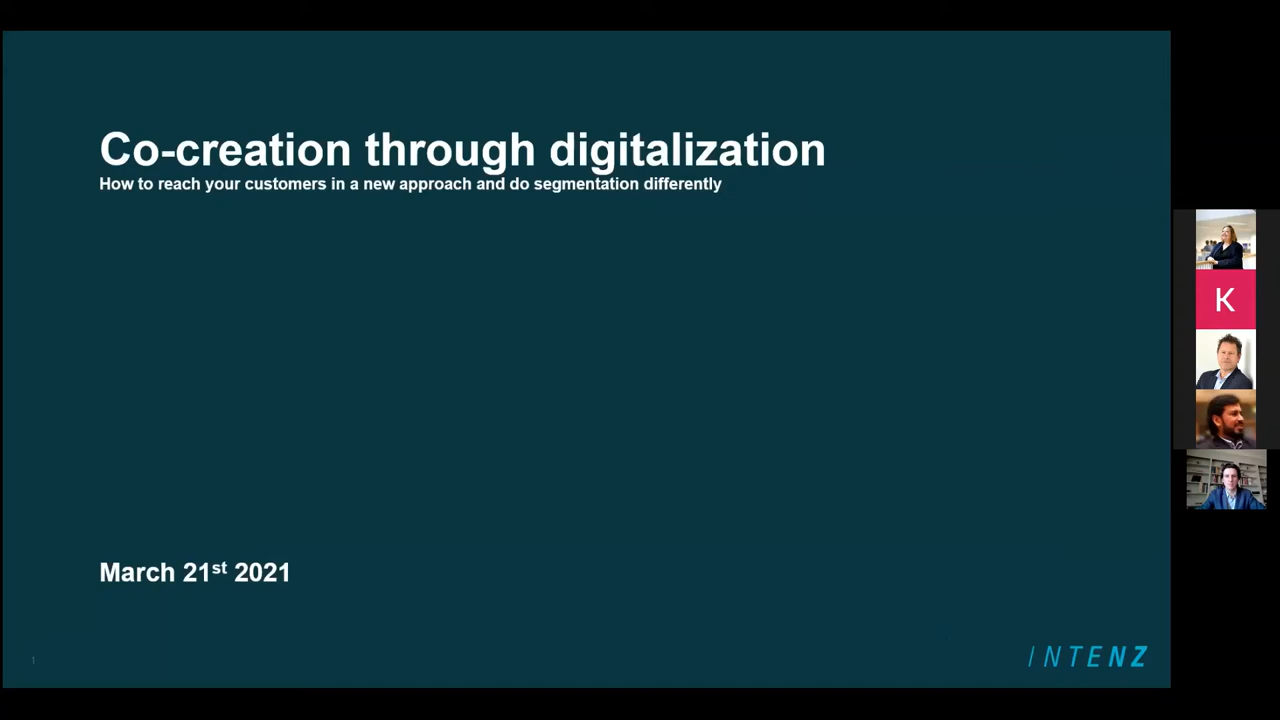 Co-creation through digitalization
How to reach your customers in a new approach and do segmentation differently
K
March 21st 2021
1
INTENZ